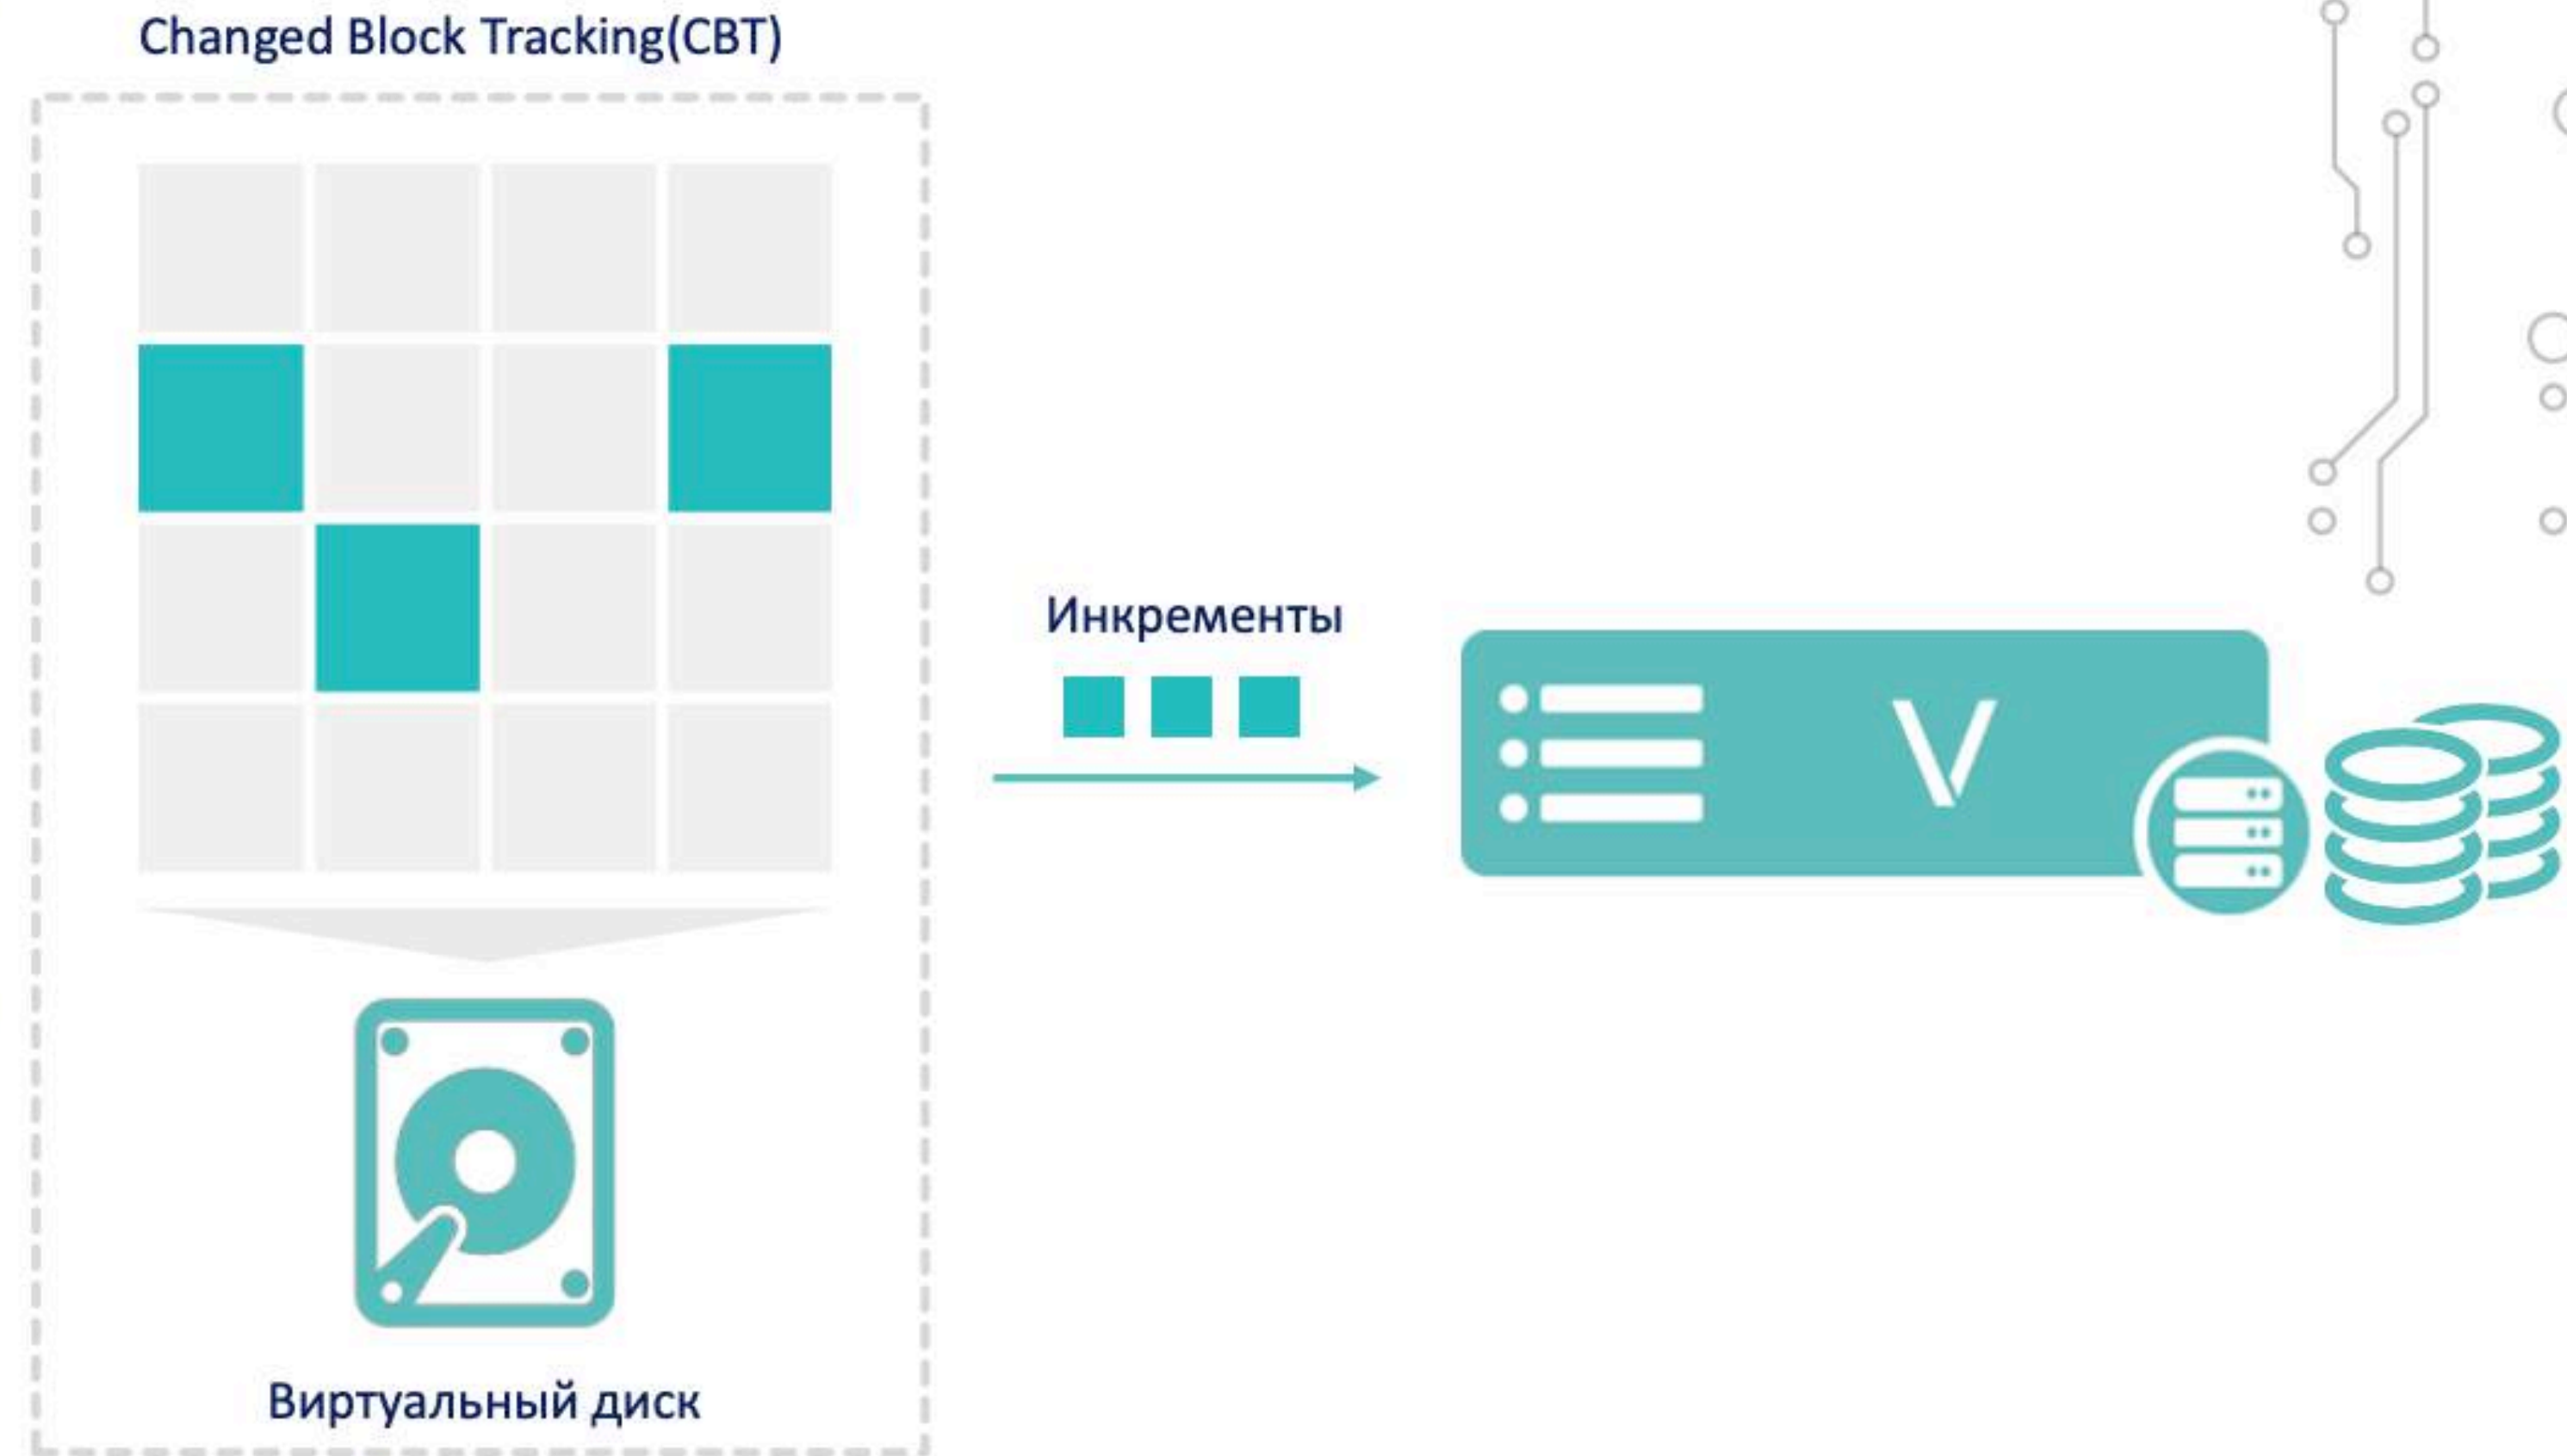 Changed Block Tracking(CBT)
Инкременты
V
Виртуальный диск